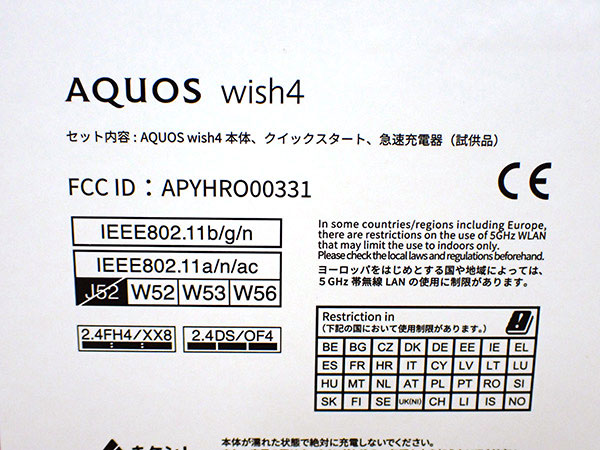 AQUOS wish4
セット内容 : AQUOS wish4 本体、クイックスタート、急速充電器（試供品）
FCC ID : APYHRO00331
CE
IEEE802.11b/g/n
IEEE802.11a/n/ac
J52 W52 W53 W56
2.4FH4/XX8 2.4DS/OF4
In some countries/regions including Europe,
there are restrictions on the use of 5GHz WLAN
that may limit the use to indoors only.
Please check the local laws and regulations beforehand.
ヨーロッパをはじめとする国や地域によっては、
5 GHz 帯無線 LAN の使用に制限があります。
Restriction in
（下記の国において使用制限があります。）
BE BG CZ DK DE EE IE EL
ES FR HR IT CY LV LT LU
HU MT NL AT PL PT RO SI
SK FI SE UK(NI) CH LI IS NO
本体が濡れた状態で絶対に充電しないでください。